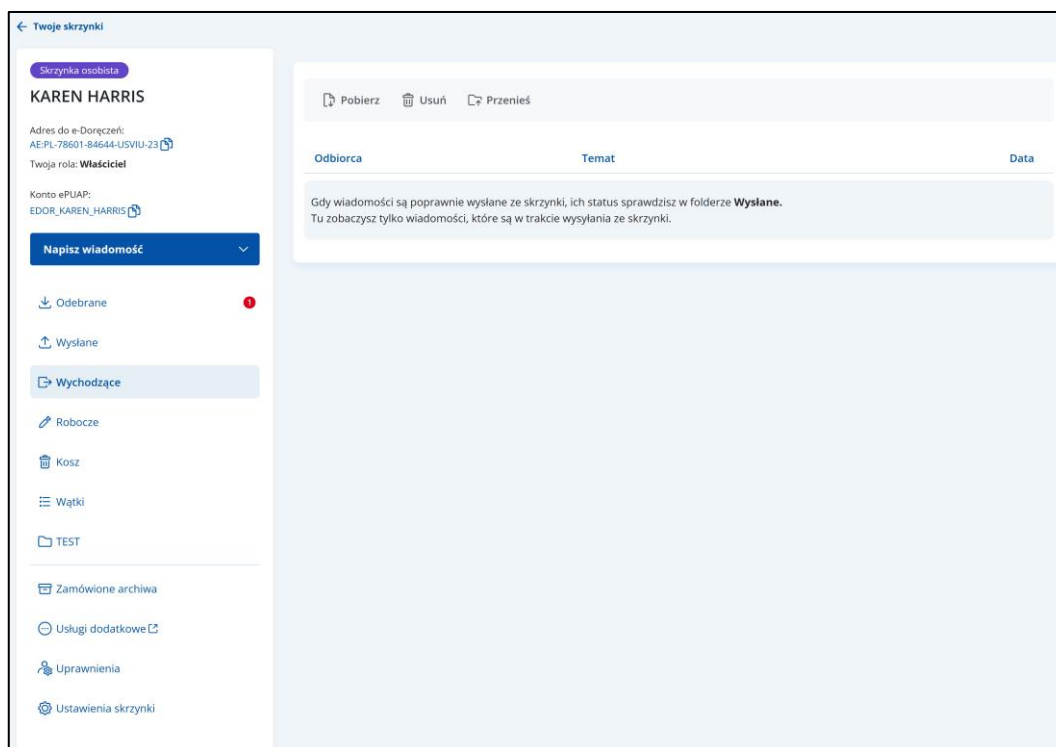 Twoje skrzynki
Skrzynka osobista
KAREN HARRIS
Adres do e-Doręczeń:
AE:PL-78601-84644-USVIU-23
Twoja rola: Właściciel
Konto ePUAP:
EDOR_KAREN_HARRIS
Napisz wiadomość
Odebrane 1
Wysłane
Wychodzące
Robocze
Kosz
Wątki
TEST
Zamówione archiwa
Usługi dodatkowe
Uprawnienia
Ustawienia skrzynki
Pobierz Usuń Przenieś
Odbiorca Temat Data
Gdy wiadomości są poprawnie wysłane ze skrzynki, ich status sprawdzisz w folderze Wysłane.
Tu zobaczysz tylko wiadomości, które są w trakcie wysyłania ze skrzynki.